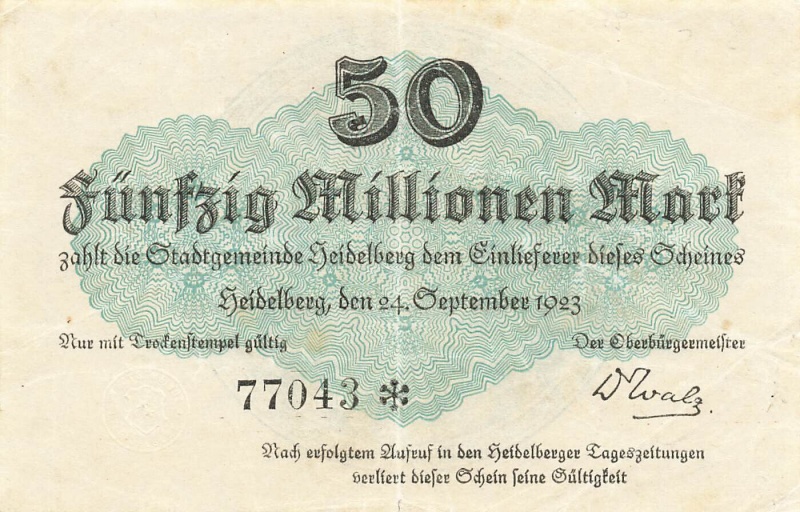 50
Fünfzig Millionen Mark
zahlt die Stadtgemeinde Heidelberg dem Einlieferer dieses Scheines
Heidelberg, den 24. September 1923
Nur mit Trockenstempel gültig
Der Oberbürgermeister
77043 *
Dr Walz.
Nach erfolgtem Aufruf in den Heidelberger Tageszeitungen
verliert dieser Schein seine Gültigkeit